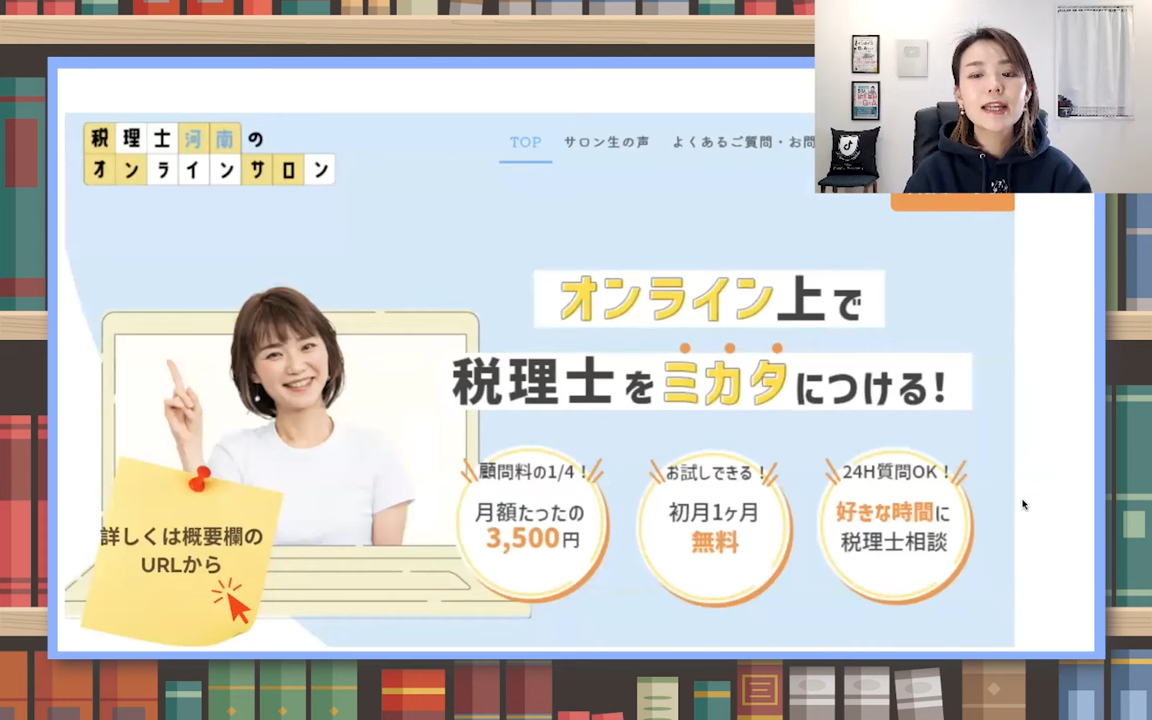 税理士河南の
オンラインサロン
TOP サロン生の声 よくあるご質問・お問
オンライン上で
税理士をミカタにつける!
顧問料の1/4!
月額たったの
3,500円
お試しできる!
初月1ヶ月
無料
24H質問OK!
好きな時間に
税理士相談
詳しくは概要欄の
URLから